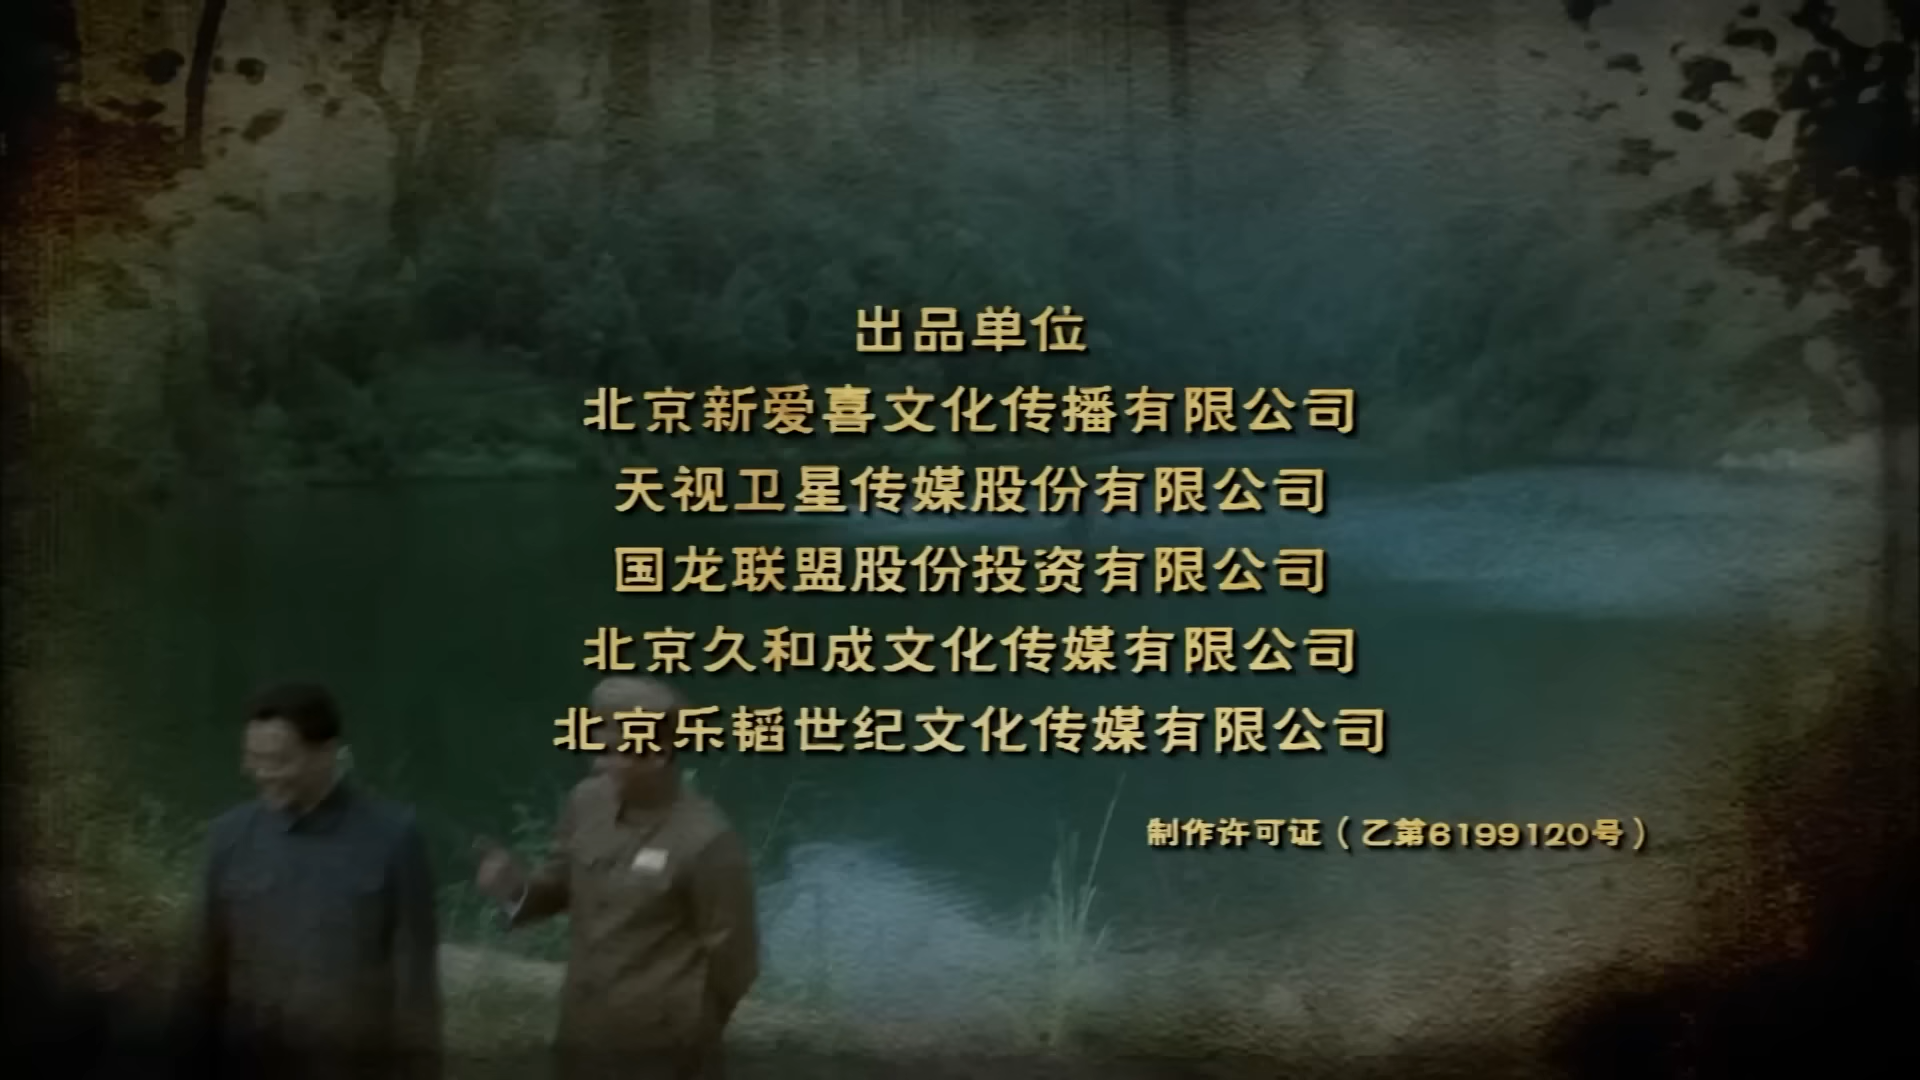 出品单位
北京新爱喜文化传播有限公司
天视卫星传媒股份有限公司
国龙联盟股份投资有限公司
北京久和成文化传媒有限公司
北京乐韬世纪文化传媒有限公司
制作许可证（乙第6199120号）